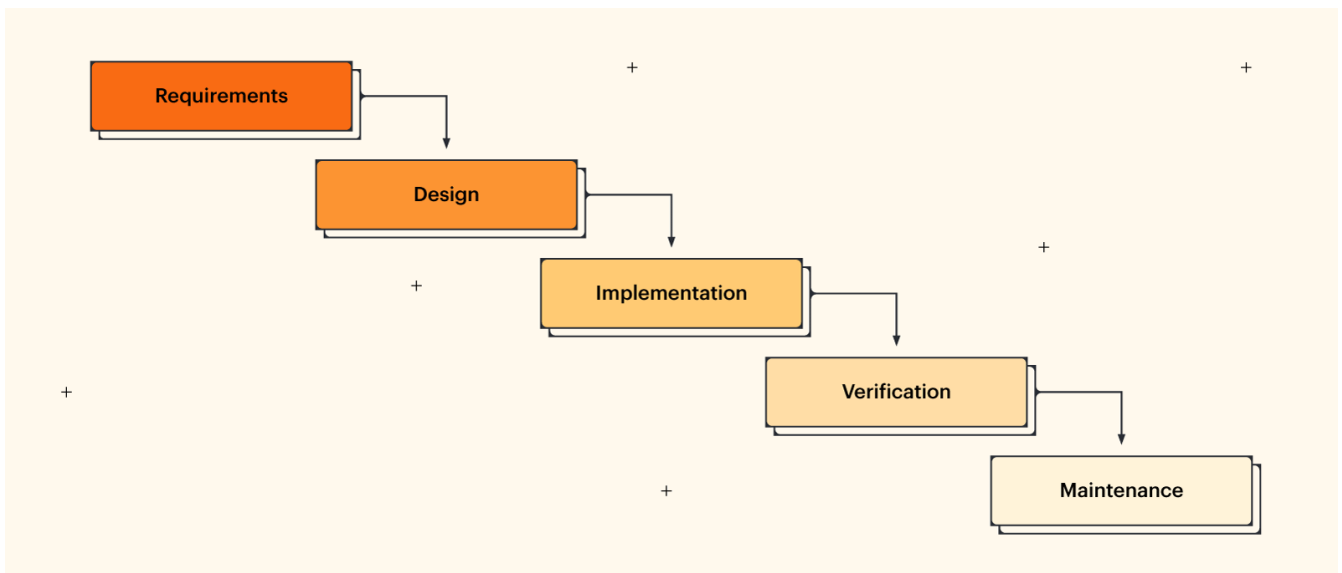 Requirements
Design
Implementation
Verification
Maintenance